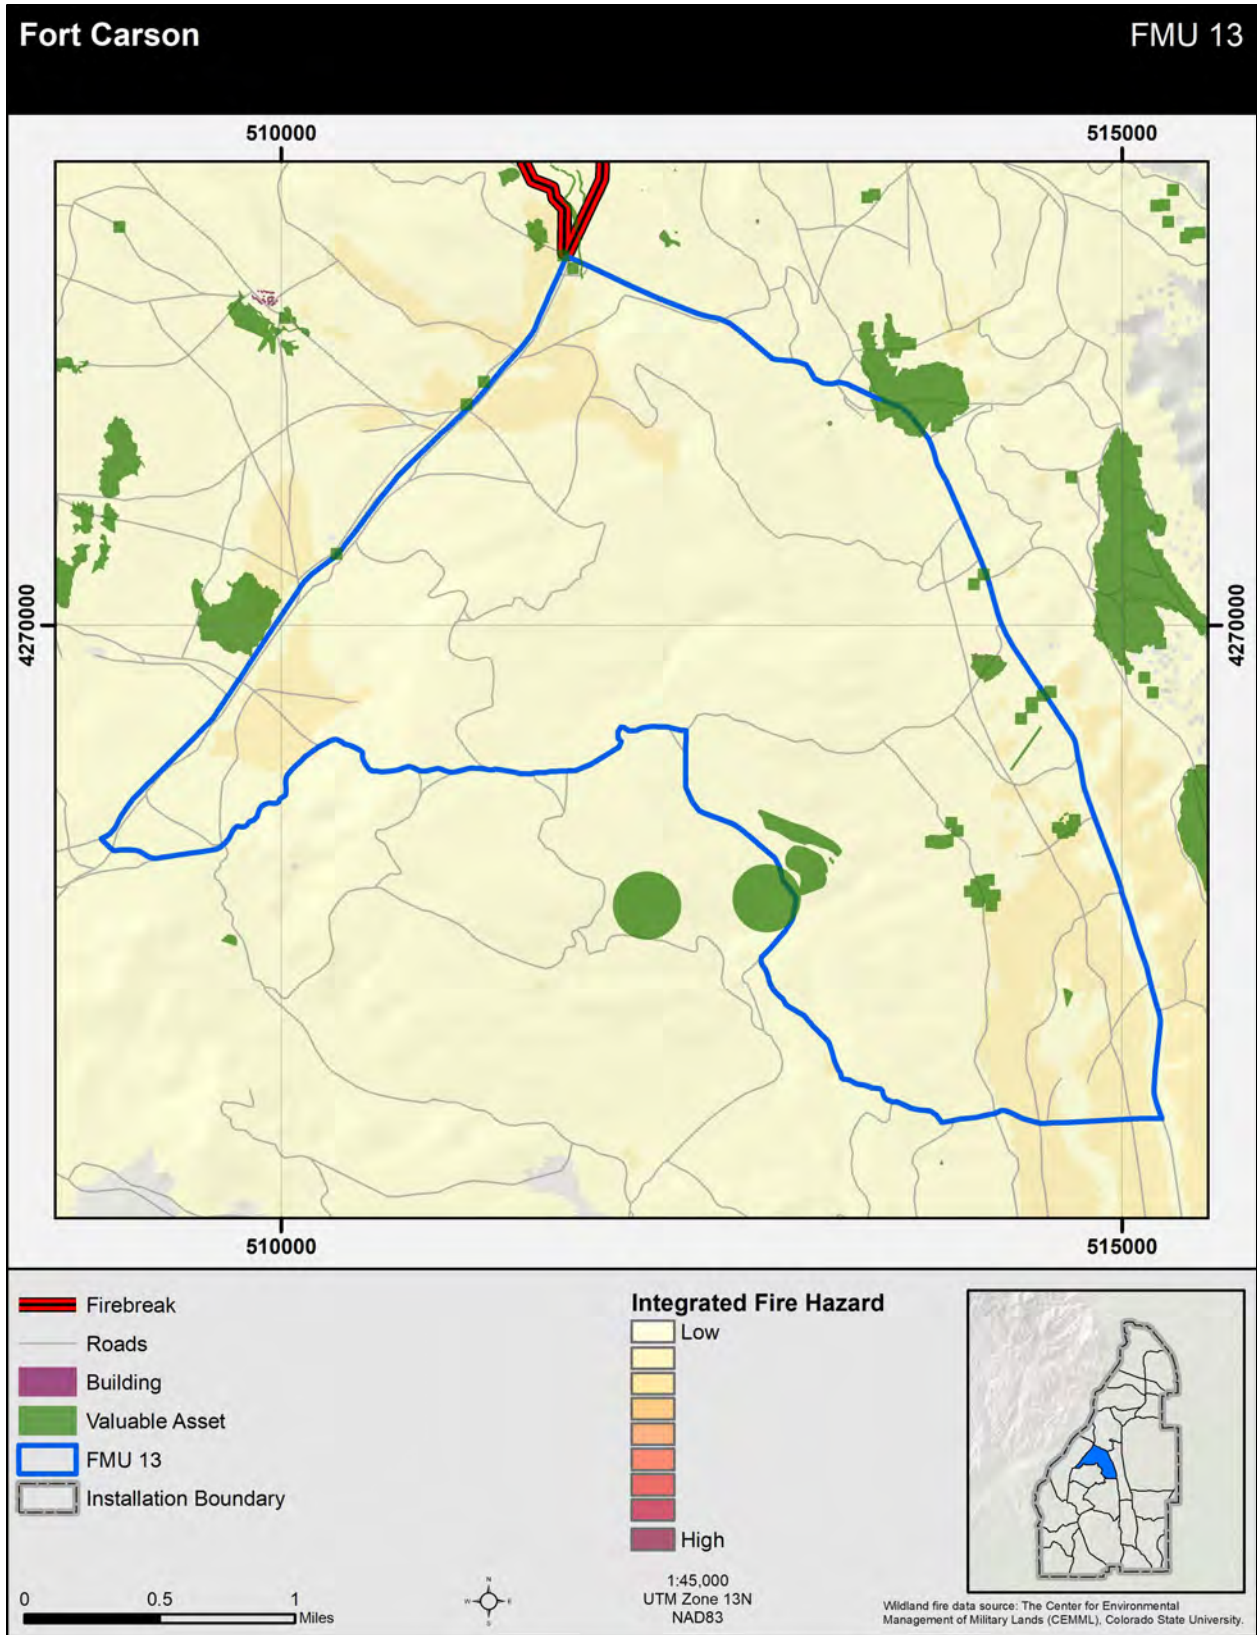 Fort Carson
FMU 13
510000
515000
4270000
4270000
510000
515000
Firebreak
Roads
Building
Valuable Asset
FMU 13
Installation Boundary
Integrated Fire Hazard
Low
High
0
0.5
1
Miles
N
W
E
S
1:45,000
UTM Zone 13N
NAD83
Wildland fire data source: The Center for Environmental
Management of Military Lands (CEMML), Colorado State University.